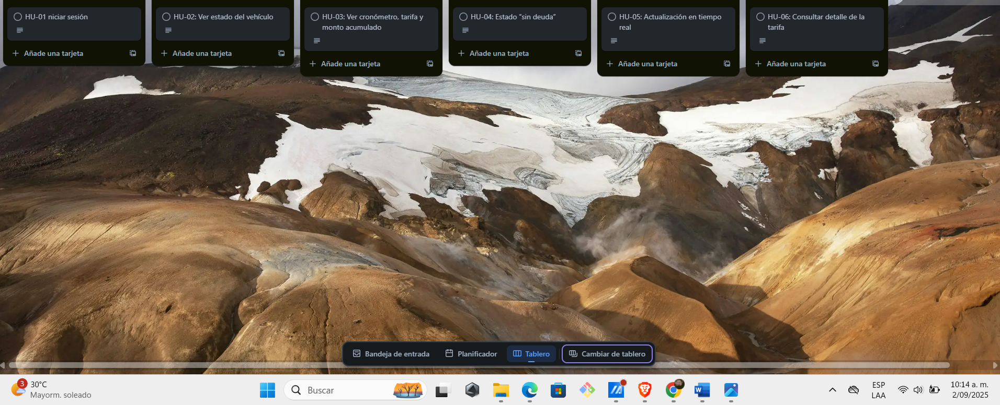 HU-01 niciar sesión
Añade una tarjeta
HU-02: Ver estado del vehículo
Añade una tarjeta
HU-03: Ver cronómetro, tarifa y
monto acumulado
Añade una tarjeta
HU-04: Estado “sin deuda”
Añade una tarjeta
HU-05: Actualización en tiempo
real
Añade una tarjeta
HU-06: Consultar detalle de la
tarifa
Añade una tarjeta
Bandeja de entrada
Planificador
Tablero
Cambiar de tablero
3
30°C
Mayorm. soleado
Buscar
W
ESP
LAA
10:14 a. m.
2/09/2025